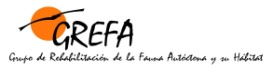 GREFA
Grupo de Rehabilitación de la Fauna Autóctona y su Hábitat